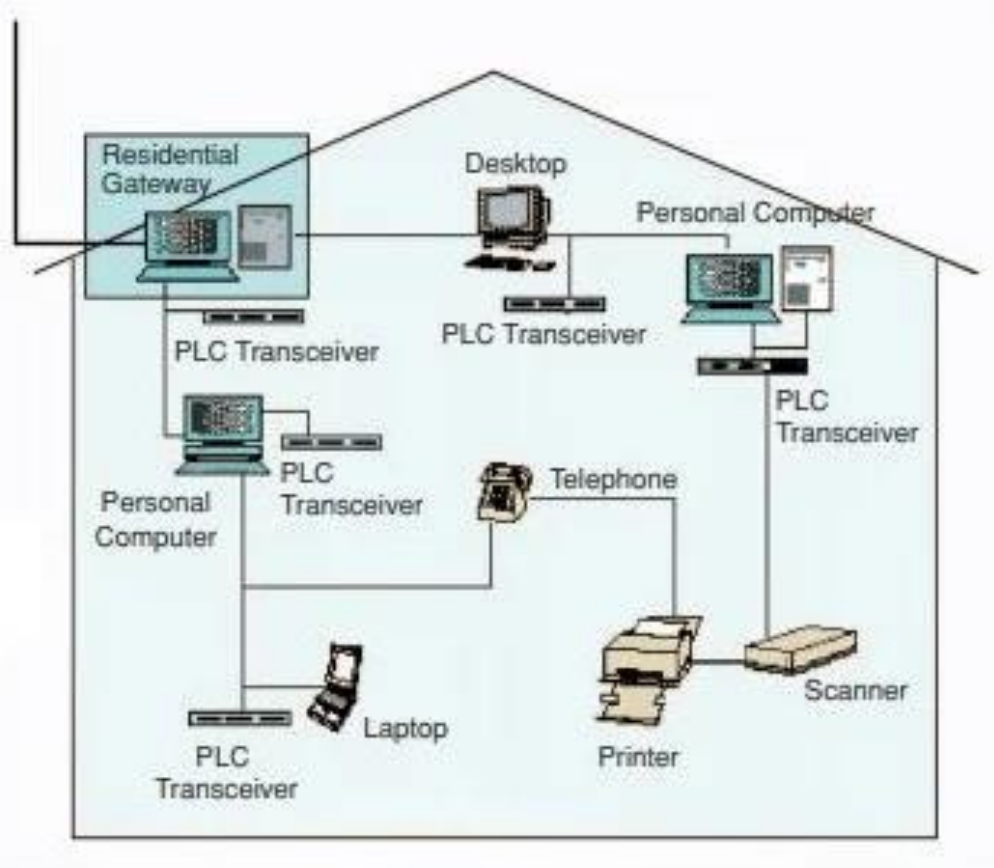 Residential
Gateway
Desktop
Personal Computer
PLC Transceiver
PLC Transceiver
PLC
Transceiver
PLC
Transceiver
Personal
Computer
Telephone
Scanner
Laptop
Printer
PLC
Transceiver